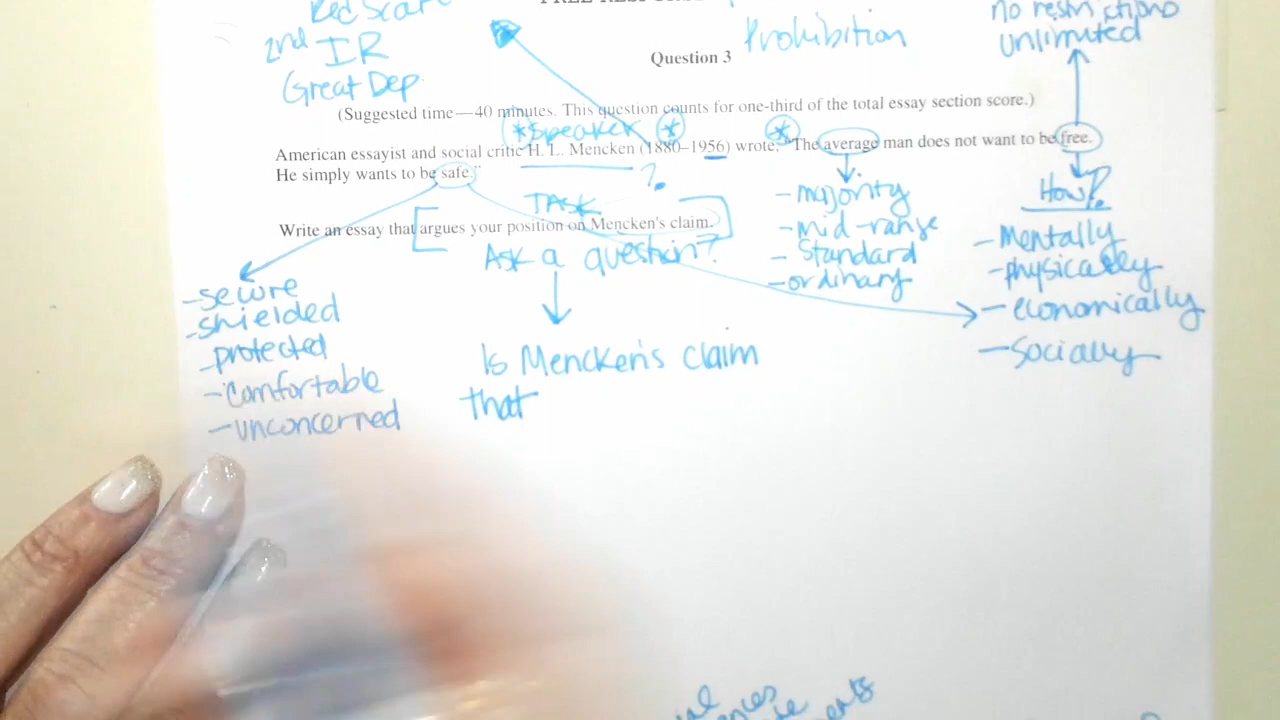 Red Scare
no restrictions
unlimited
2nd IR
Prohibition
Great Dep.
Question 3
(Suggested time—40 minutes. This question counts for one-third of the total essay section score.)
*Speaker * *
American essayist and social critic H. L. Mencken (1880–1956) wrote, "The average man does not want to be free.
He simply wants to be safe."
?
TASK
Write an essay that argues your position on Mencken's claim.
Ask a question?
- majority
- mid-range
- Standard
- ordinary
How?
- Mentally
- physically
- economically
- Socially
- secure
- shielded
- protected
- Comfortable
- unconcerned
Is Mencken's claim
that